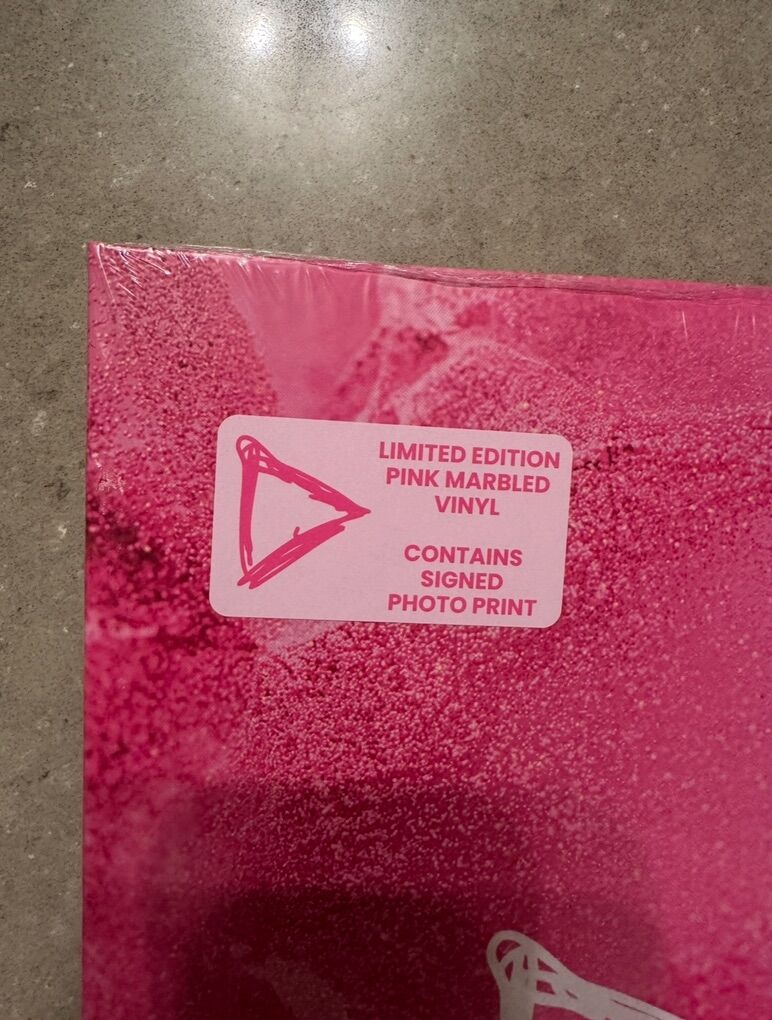 LIMITED EDITION
PINK MARBLED
VINYL
CONTAINS
SIGNED
PHOTO PRINT